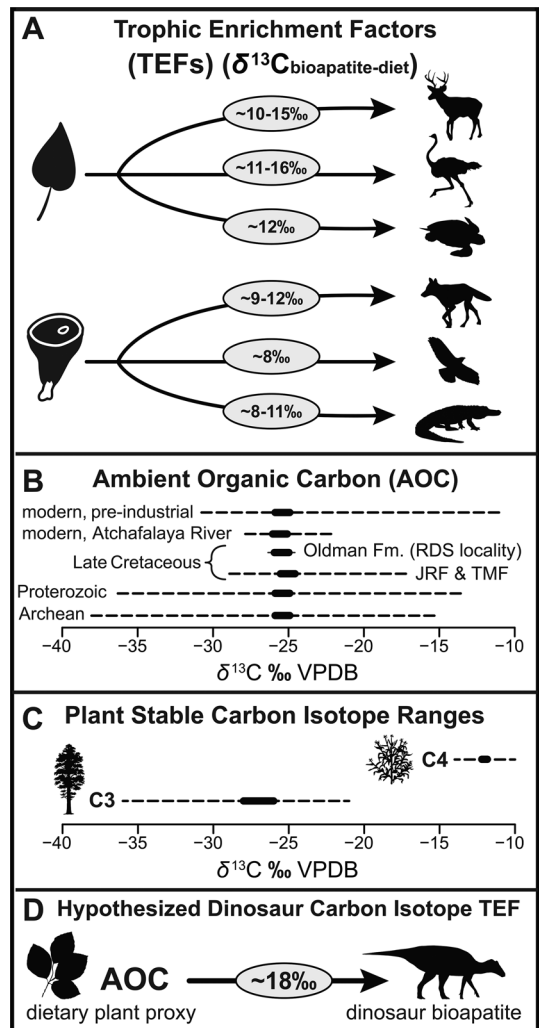 A Trophic Enrichment Factors
(TEFs) (δ¹³Cbioapatite-diet)
~10-15‰
~11-16‰
~12‰
~9-12‰
~8‰
~8-11‰
B Ambient Organic Carbon (AOC)
modern, pre-industrial
modern, Atchafalaya River
Oldman Fm. (RDS locality)
Late Cretaceous
JRF & TMF
Proterozoic
Archean
−40 −35 −30 −25 −20 −15 −10
δ¹³C ‰ VPDB
C Plant Stable Carbon Isotope Ranges
C4
C3
−40 −35 −30 −25 −20 −15 −10
δ¹³C ‰ VPDB
D Hypothesized Dinosaur Carbon Isotope TEF
AOC ~18‰
dietary plant proxy dinosaur bioapatite